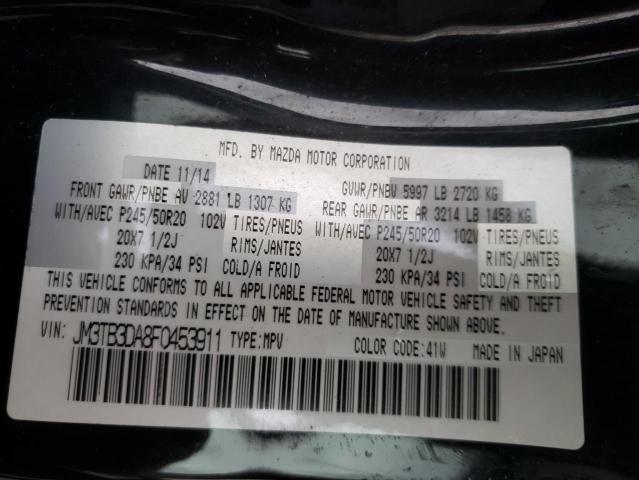 MFD. BY MAZDA MOTOR CORPORATION
DATE 11/14 GVWR/PNBV 5997 LB 2720 KG
FRONT GAWR/PNBE AV 2881 LB 1307 KG REAR GAWR/PNBE AR 3214 LB 1458 KG
WITH/AVEC P245/50R20 102V TIRES/PNEUS WITH/AVEC P245/50R20 102V TIRES/PNEUS
20X7 1/2J RIMS/JANTES 20X7 1/2J RIMS/JANTES
230 KPA/34 PSI COLD/A FROID 230 KPA/34 PSI COLD/A FROID
THIS VEHICLE CONFORMS TO ALL APPLICABLE FEDERAL MOTOR VEHICLE SAFETY AND THEFT
PREVENTION STANDARDS IN EFFECT ON THE DATE OF MANUFACTURE SHOWN ABOVE.
VIN: JM3TB3DA8F0453911 TYPE:MPV COLOR CODE:41W MADE IN JAPAN